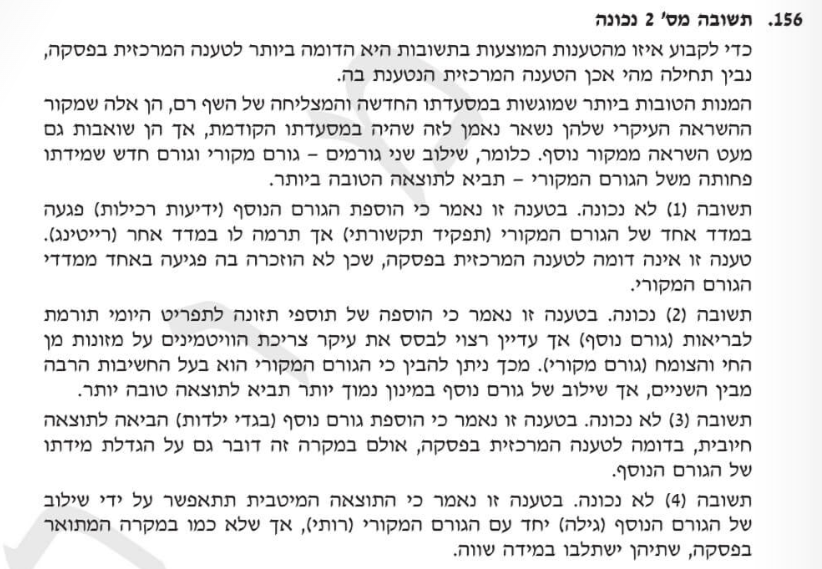 156. תשובה מס' 2 נכונה
כדי לקבוע איזו מהטענות המוצעות בתשובות היא הדומה ביותר לטענה המרכזית בפסקה,
נבין תחילה מהי אכן הטענה המרכזית הנטענת בה.
המנות הטובות ביותר שמוגשות במסעדתו החדשה והמצליחה של השף רם, הן אלה שמקור
ההשראה העיקרי שלהן נשאר נאמן לזה שהיה במסעדתו הקודמת, אך הן שואבות גם
מעט השראה ממקור נוסף. כלומר, שילוב שני גורמים – גורם מקורי וגורם חדש שמידתו
פחותה משל הגורם המקורי – תביא לתוצאה הטובה ביותר.
תשובה (1) לא נכונה. בטענה זו נאמר כי הוספת הגורם הנוסף (ידיעות רכילות) פגעה
במדד אחד של הגורם המקורי (תפקיד תקשורתי) אך תרמה לו במדד אחר (רייטינג).
טענה זו אינה דומה לטענה המרכזית בפסקה, שכן לא הוזכרה בה פגיעה באחד ממדדי
הגורם המקורי.
תשובה (2) נכונה. בטענה זו נאמר כי הוספה של תוספי תזונה לתפריט היומי תורמת
לבריאות (גורם נוסף) אך עדיין רצוי לבסס את עיקר צריכת הוויטמינים על מזונות מן
החי והצומח (גורם מקורי). מכך ניתן להבין כי הגורם המקורי הוא בעל החשיבות הרבה
מבין השניים, אך שילוב של גורם נוסף במינון נמוך יותר תביא לתוצאה טובה יותר.
תשובה (3) לא נכונה. בטענה זו נאמר כי הוספת גורם נוסף (בגדי ילדות) הביאה לתוצאה
חיובית, בדומה לטענה המרכזית בפסקה, אולם במקרה זה דובר גם על הגדלת מידתו
של הגורם הנוסף.
תשובה (4) לא נכונה. בטענה זו נאמר כי התוצאה המיטבית תתאפשר על ידי שילוב
של הגורם הנוסף (גילה) יחד עם הגורם המקורי (רותי), אך שלא כמו במקרה המתואר
בפסקה, שתיהן ישתלבו במידה שווה.